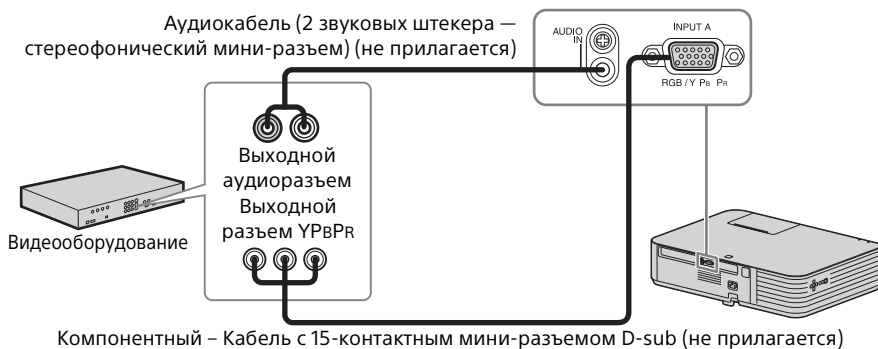 Аудиокабель (2 звуковых штекера —
стереофонический мини-разъем) (не прилагается)
AUDIO
IN
INPUT A
RGB / Y PB PR
Выходной
аудиоразъем
Выходной
разъем YPBPR
Видеооборудование
Компонентный – Кабель с 15-контактным мини-разъемом D-sub (не прилагается)